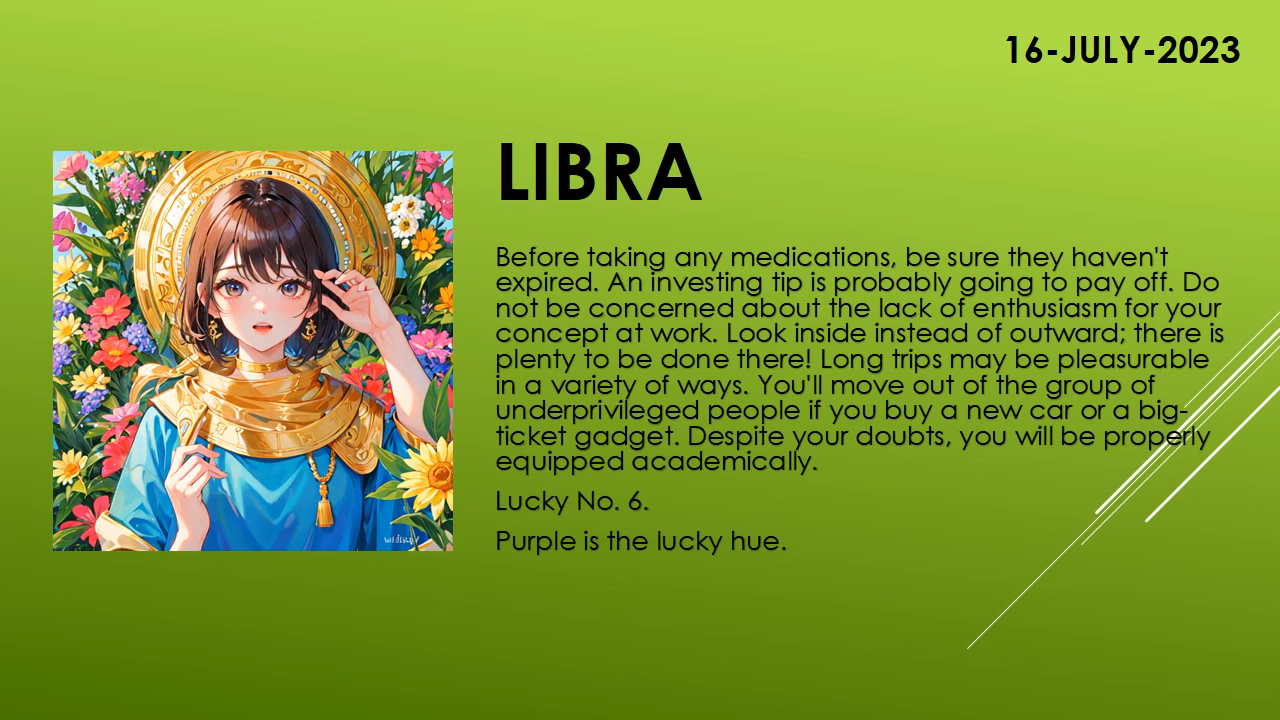 16-JULY-2023
LIBRA
Before taking any medications, be sure they haven't
expired. An investing tip is probably going to pay off. Do
not be concerned about the lack of enthusiasm for your
concept at work. Look inside instead of outward; there is
plenty to be done there! Long trips may be pleasurable
in a variety of ways. You'll move out of the group of
underprivileged people if you buy a new car or a big-
ticket gadget. Despite your doubts, you will be properly
equipped academically.
Lucky No. 6.
Purple is the lucky hue.